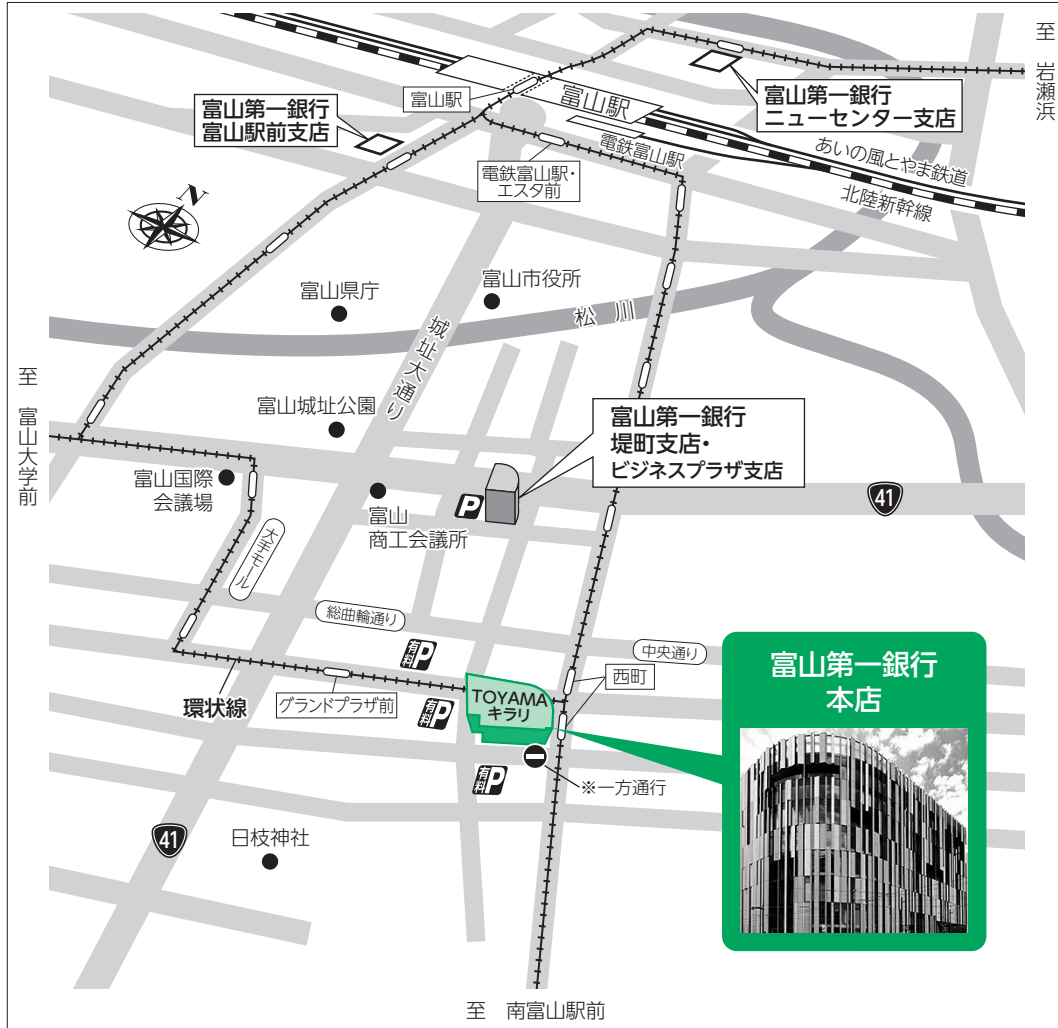 至 岩瀬浜
富山駅
富山第一銀行
富山駅前支店
富山駅
富山第一銀行
ニューセンター支店
電鉄富山駅
電鉄富山駅・
エスタ前
あいの風とやま鉄道
北陸新幹線
N
富山県庁
富山市役所
松川
城址大通り
至 富山大学前
富山城址公園
富山第一銀行
堤町支店・
ビジネスプラザ支店
富山国際
会議場
P
富山
商工会議所
41
大手モール
総曲輪通り
中央通り
有料P
西町
環状線
グランドプラザ前
有料P
TOYAMA
キラリ
富山第一銀行
本店
有料P
※一方通行
41
日枝神社
至 南富山駅前